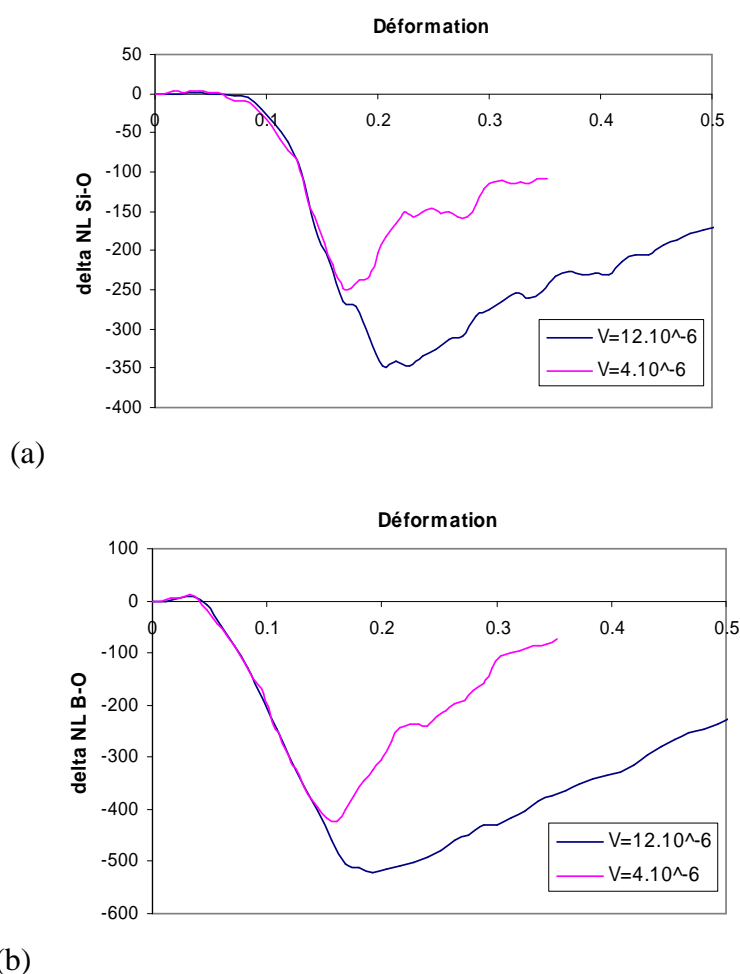 Déformation
50
0
-50
-100
-150
-200
-250
-300
-350
-400
0 0.1 0.2 0.3 0.4 0.5
delta NL Si-O
V=12.10^-6
V=4.10^-6
(a)
Déformation
100
0
-100
-200
-300
-400
-500
-600
0 0.1 0.2 0.3 0.4 0.5
delta NL B-O
V=12.10^-6
V=4.10^-6
(b)